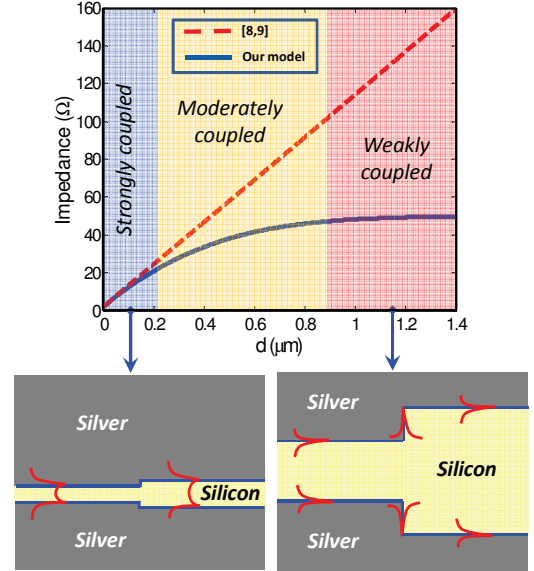 160
140
120
100
80
60
40
20
0
Impedance (Ω)
[8,9]
Our model
Strongly coupled
Moderately
coupled
Weakly
coupled
0 0.2 0.4 0.6 0.8 1 1.2 1.4
d (μm)
Silver
Silicon
Silver
Silver
Silicon
Silver